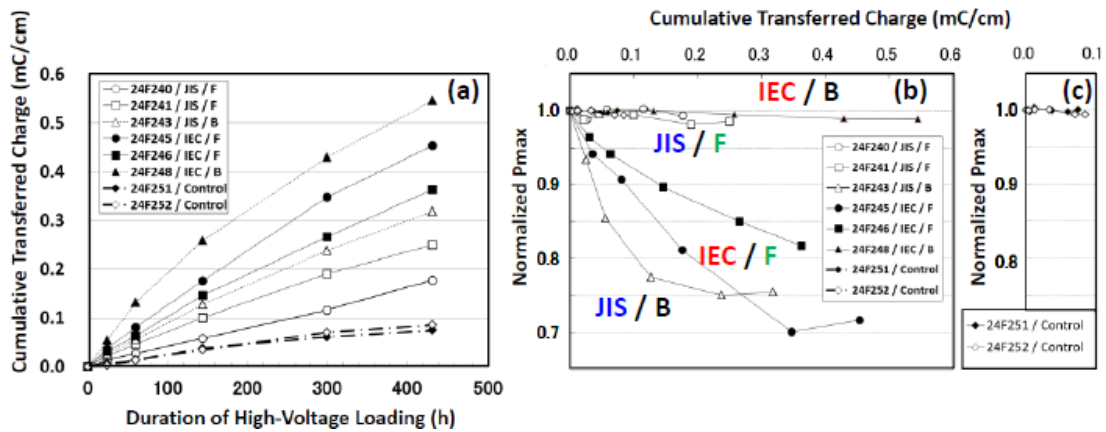 Cumulative Transferred Charge (mC/cm)
0.6
0.5
0.4
0.3
0.2
0.1
0.0
24F240 / JIS / F
24F241 / JIS / F
24F243 / JIS / B
24F245 / IEC / F
24F246 / IEC / F
24F248 / IEC / B
24F251 / Control
24F252 / Control
(a)
0 100 200 300 400 500
Duration of High-Voltage Loading (h)
Cumulative Transferred Charge (mC/cm)
0.0 0.1 0.2 0.3 0.4 0.5 0.6
Normalized Pmax
1.0
0.9
0.8
0.7
IEC / B
(b)
JIS / F
IEC / F
JIS / B
24F240 / JIS / F
24F241 / JIS / F
24F243 / JIS / B
24F245 / IEC / F
24F246 / IEC / F
24F248 / IEC / B
24F251 / Control
24F252 / Control
0.0 0.1
(c)
Normalized Pmax
1.0
0.9
0.8
24F251 / Control
24F252 / Control